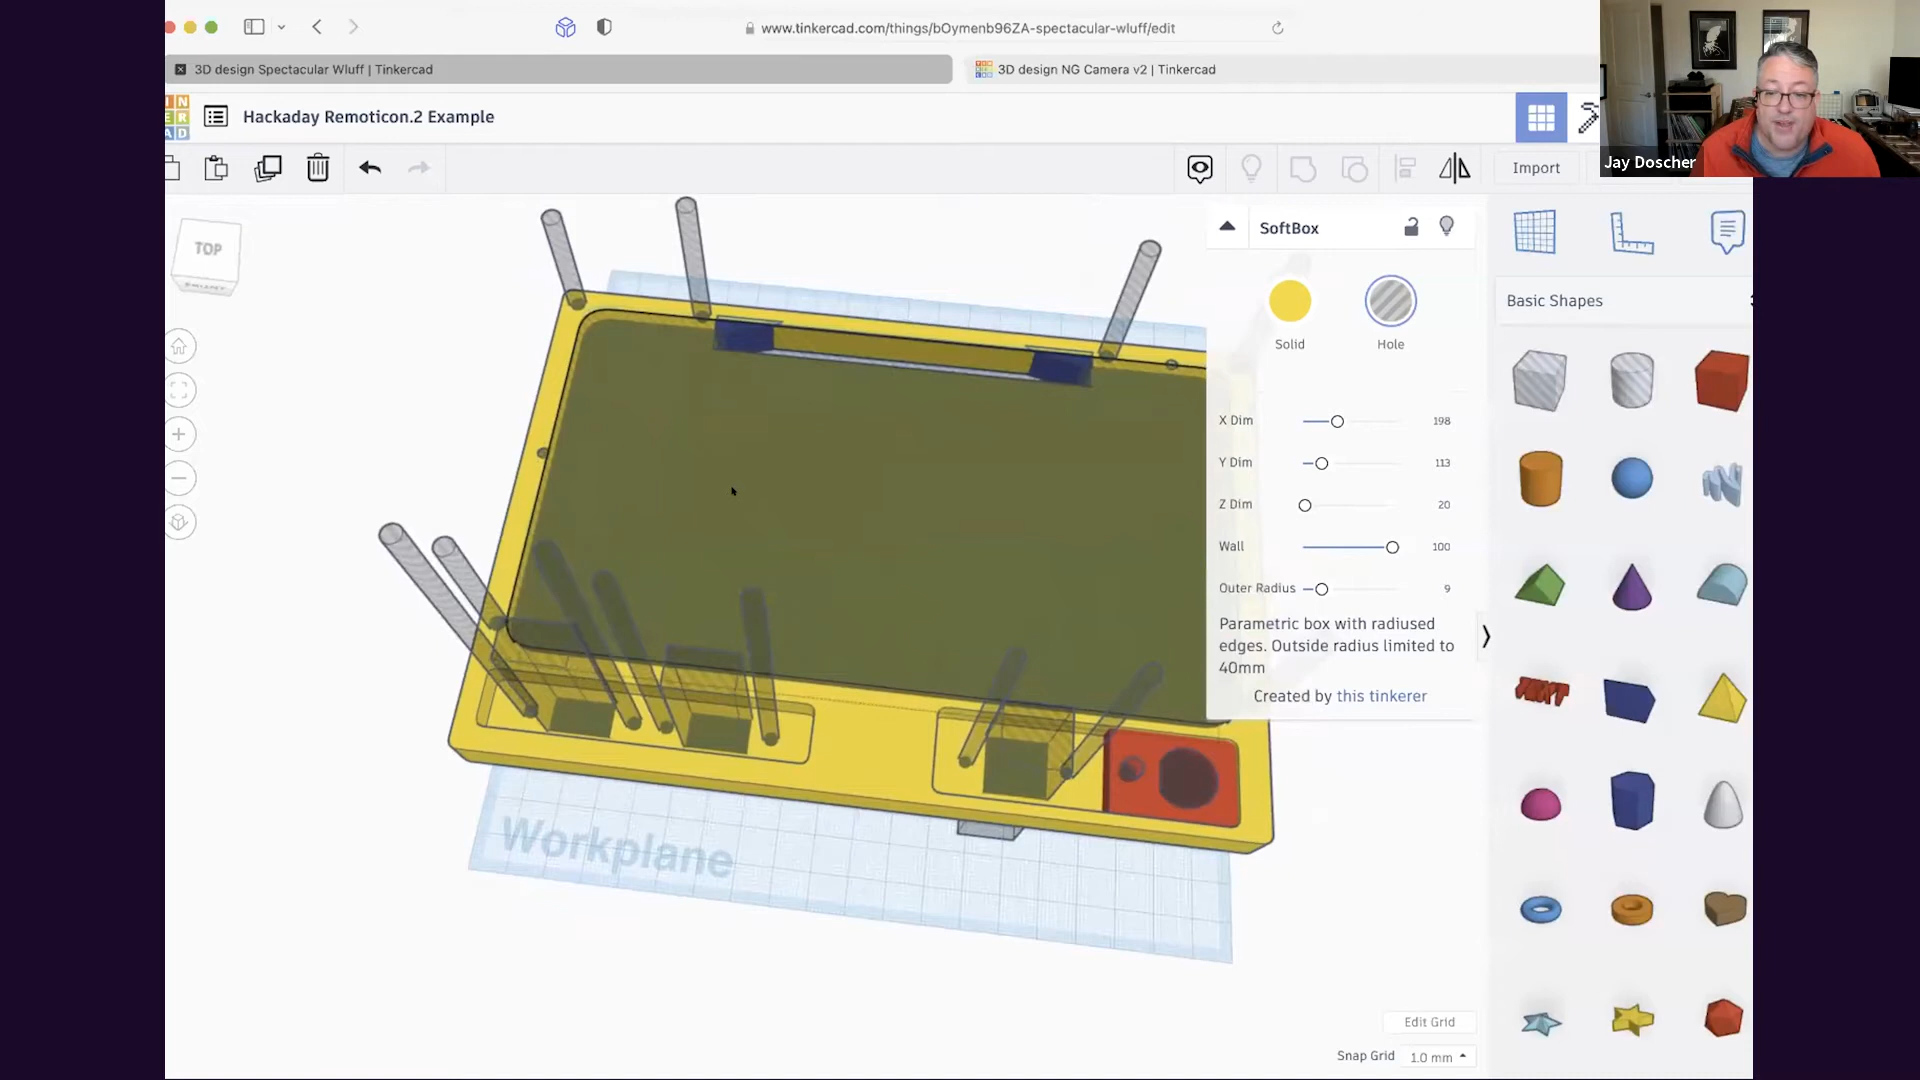 www.tinkercad.com/things/bOymenb96ZA-spectacular-wluff/edit
3D design Spectacular Wluff | Tinkercad
3D design NG Camera v2 | Tinkercad
Hackaday Remoticon.2 Example
Jay Doscher
Import
TOP
SoftBox
Solid
Hole
Basic Shapes
X Dim 198
Y Dim 113
Z Dim 20
Wall 100
Outer Radius 9
Parametric box with radiused
edges. Outside radius limited to
40mm
Created by this tinkerer
Workplane
Edit Grid
Snap Grid 1.0 mm